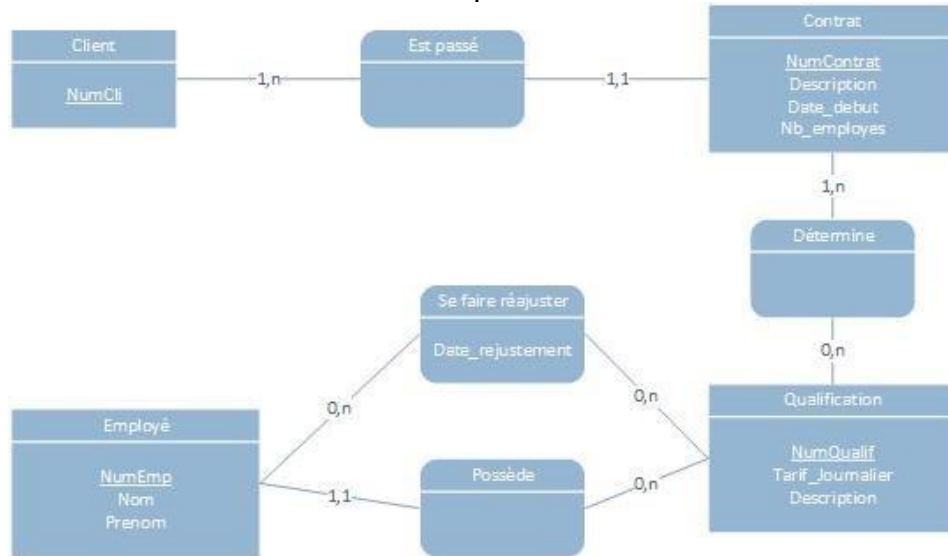 Client
NumCli
1,n
Est passé
1,1
Contrat
NumContrat
Description
Date_debut
Nb_employes
1,n
Détermine
0,n
Se faire réajuster
Date_rejustement
0,n
0,n
Employé
NumEmp
Nom
Prenom
1,1
Possède
0,n
Qualification
NumQualif
Tarif_Journalier
Description